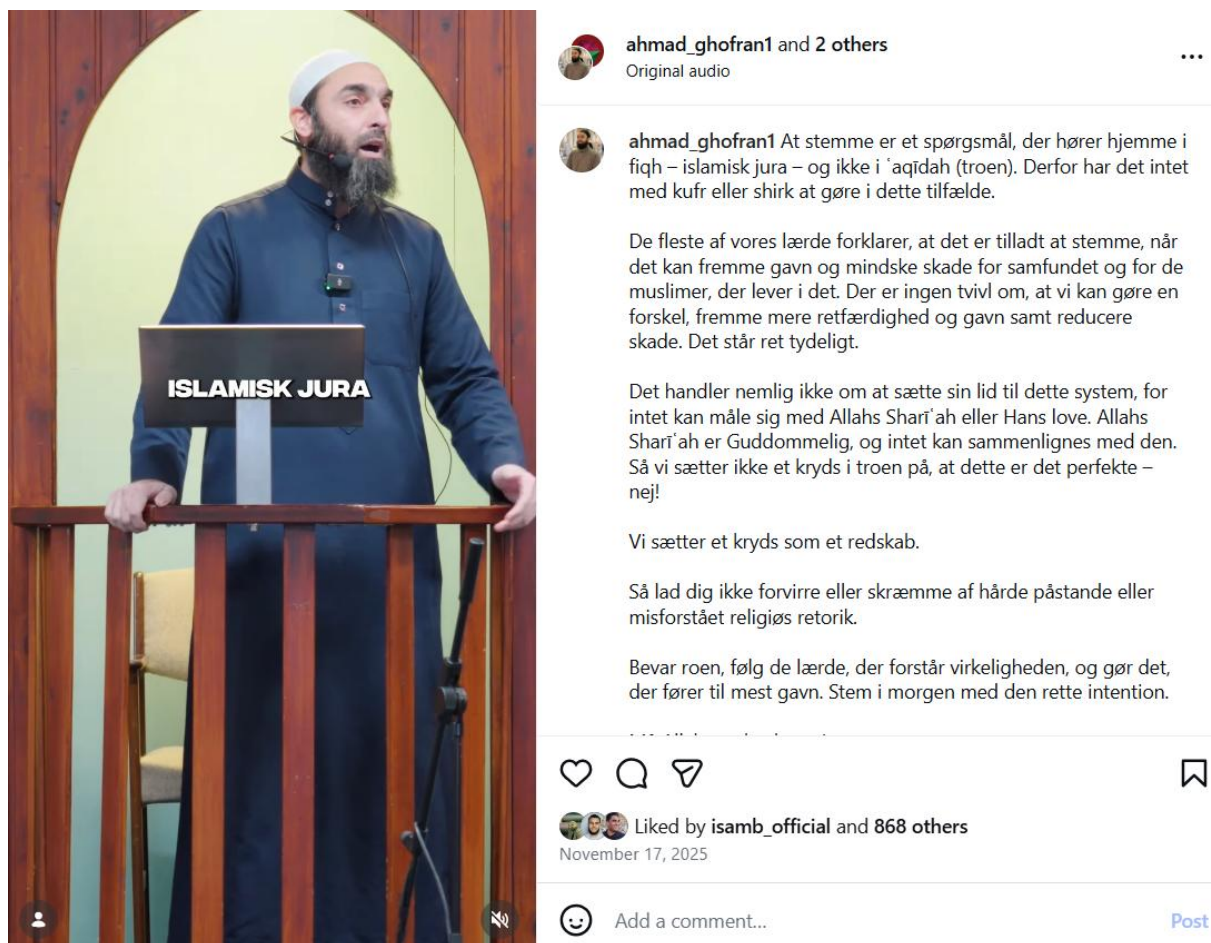 ISLAMISK JURA
ahmad_ghofran1 and 2 others
Original audio
ahmad_ghofran1 At stemme er et spørgsmål, der hører hjemme i
fiqh – islamisk jura – og ikke i ʿaqīdah (troen). Derfor har det intet
med kufr eller shirk at gøre i dette tilfælde.
De fleste af vores lærde forklarer, at det er tilladt at stemme, når
det kan fremme gavn og mindske skade for samfundet og for de
muslimer, der lever i det. Der er ingen tvivl om, at vi kan gøre en
forskel, fremme mere retfærdighed og gavn samt reducere
skade. Det står ret tydeligt.
Det handler nemlig ikke om at sætte sin lid til dette system, for
intet kan måle sig med Allahs Sharīʿah eller Hans love. Allahs
Sharīʿah er Guddommelig, og intet kan sammenlignes med den.
Så vi sætter ikke et kryds i troen på, at dette er det perfekte –
nej!
Vi sætter et kryds som et redskab.
Så lad dig ikke forvirre eller skræmme af hårde påstande eller
misforstået religiøs retorik.
Bevar roen, følg de lærde, der forstår virkeligheden, og gør det,
der fører til mest gavn. Stem i morgen med den rette intention.
Liked by isamb_official and 868 others
November 17, 2025
Add a comment...
Post